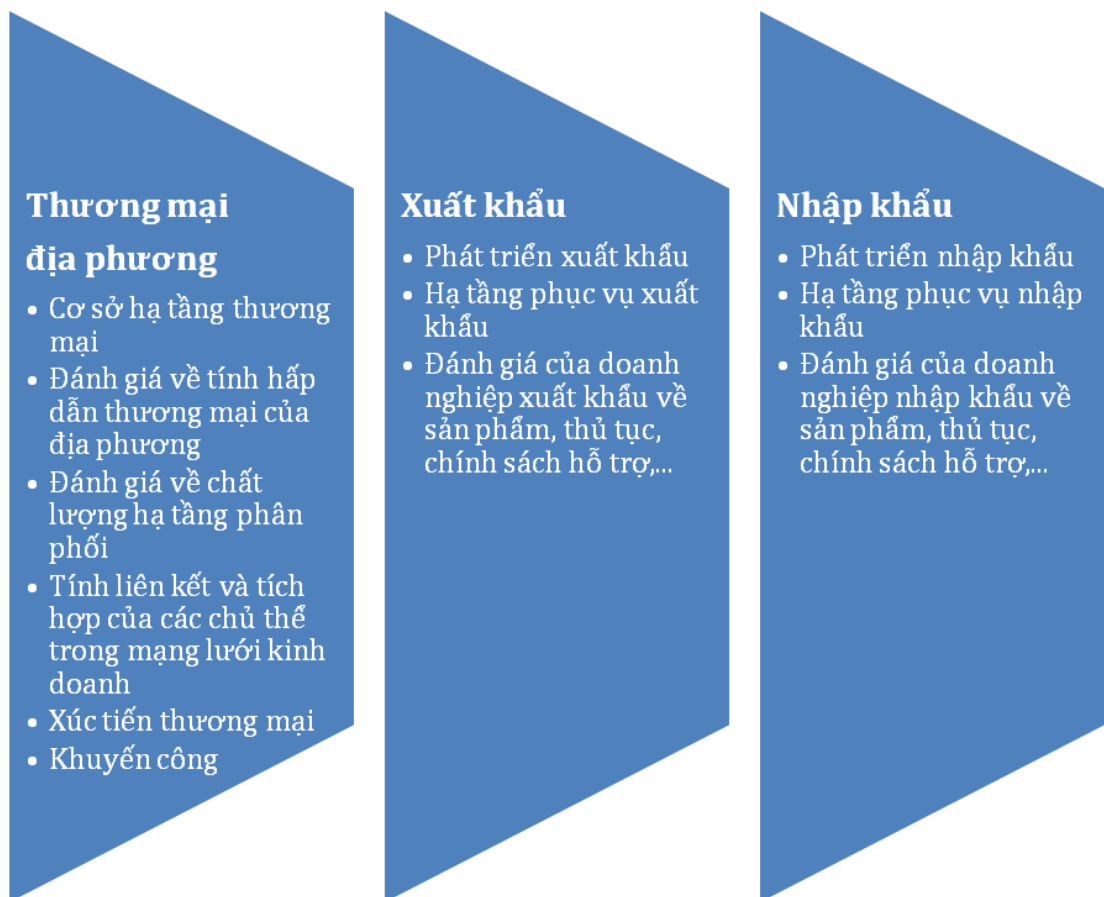 Thương mại
địa phương
• Cơ sở hạ tầng thương
mại
• Đánh giá về tính hấp
dẫn thương mại của
địa phương
• Đánh giá về chất
lượng hạ tầng phân
phối
• Tính liên kết và tích
hợp của các chủ thể
trong mạng lưới kinh
doanh
• Xúc tiến thương mại
• Khuyến công
Xuất khẩu
• Phát triển xuất khẩu
• Hạ tầng phục vụ xuất
khẩu
• Đánh giá của doanh
nghiệp xuất khẩu về
sản phẩm, thủ tục,
chính sách hỗ trợ,...
Nhập khẩu
• Phát triển nhập khẩu
• Hạ tầng phục vụ nhập
khẩu
• Đánh giá của doanh
nghiệp nhập khẩu về
sản phẩm, thủ tục,
chính sách hỗ trợ,...